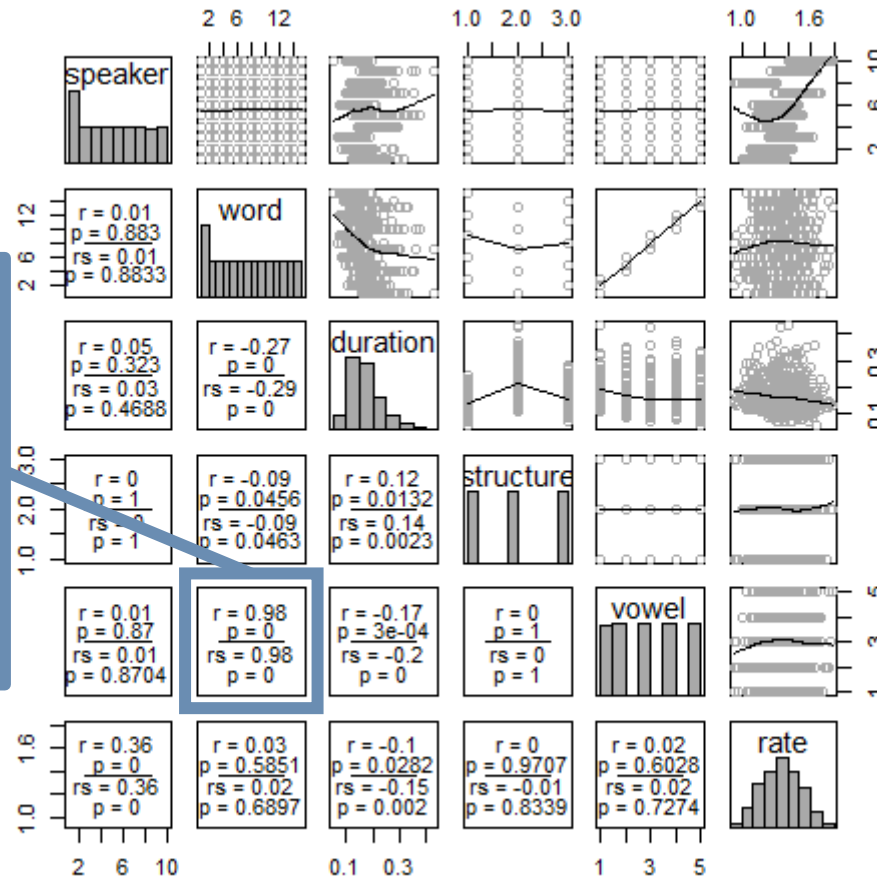 2 6 12
1.0 2.0 3.0
1.0 1.6
speaker
2 6 10
2 6 12
r = 0.01
p = 0.883
rs = 0.01
p = 0.8833
word
r = 0.05
p = 0.323
rs = 0.03
p = 0.4688
r = -0.27
p = 0
rs = -0.29
p = 0
duration
0.1 0.3
1.0 2.0 3.0
r = 0
p = 1
rs = 0
p = 1
r = -0.09
p = 0.0456
rs = -0.09
p = 0.0463
r = 0.12
p = 0.0132
rs = 0.14
p = 0.0023
structure
r = 0.01
p = 0.87
rs = 0.01
p = 0.8704
r = 0.98
p = 0
rs = 0.98
p = 0
r = -0.17
p = 3e-04
rs = -0.2
p = 0
r = 0
p = 1
rs = 0
p = 1
vowel
1 3 5
1.0 1.6
r = 0.36
p = 0
rs = 0.36
p = 0
r = 0.03
p = 0.5851
rs = 0.02
p = 0.6897
r = -0.1
p = 0.0282
rs = -0.15
p = 0.002
r = 0
p = 0.9707
rs = -0.01
p = 0.8339
r = 0.02
p = 0.6028
rs = 0.02
p = 0.7274
rate
2 6 10
0.1 0.3
1 3 5